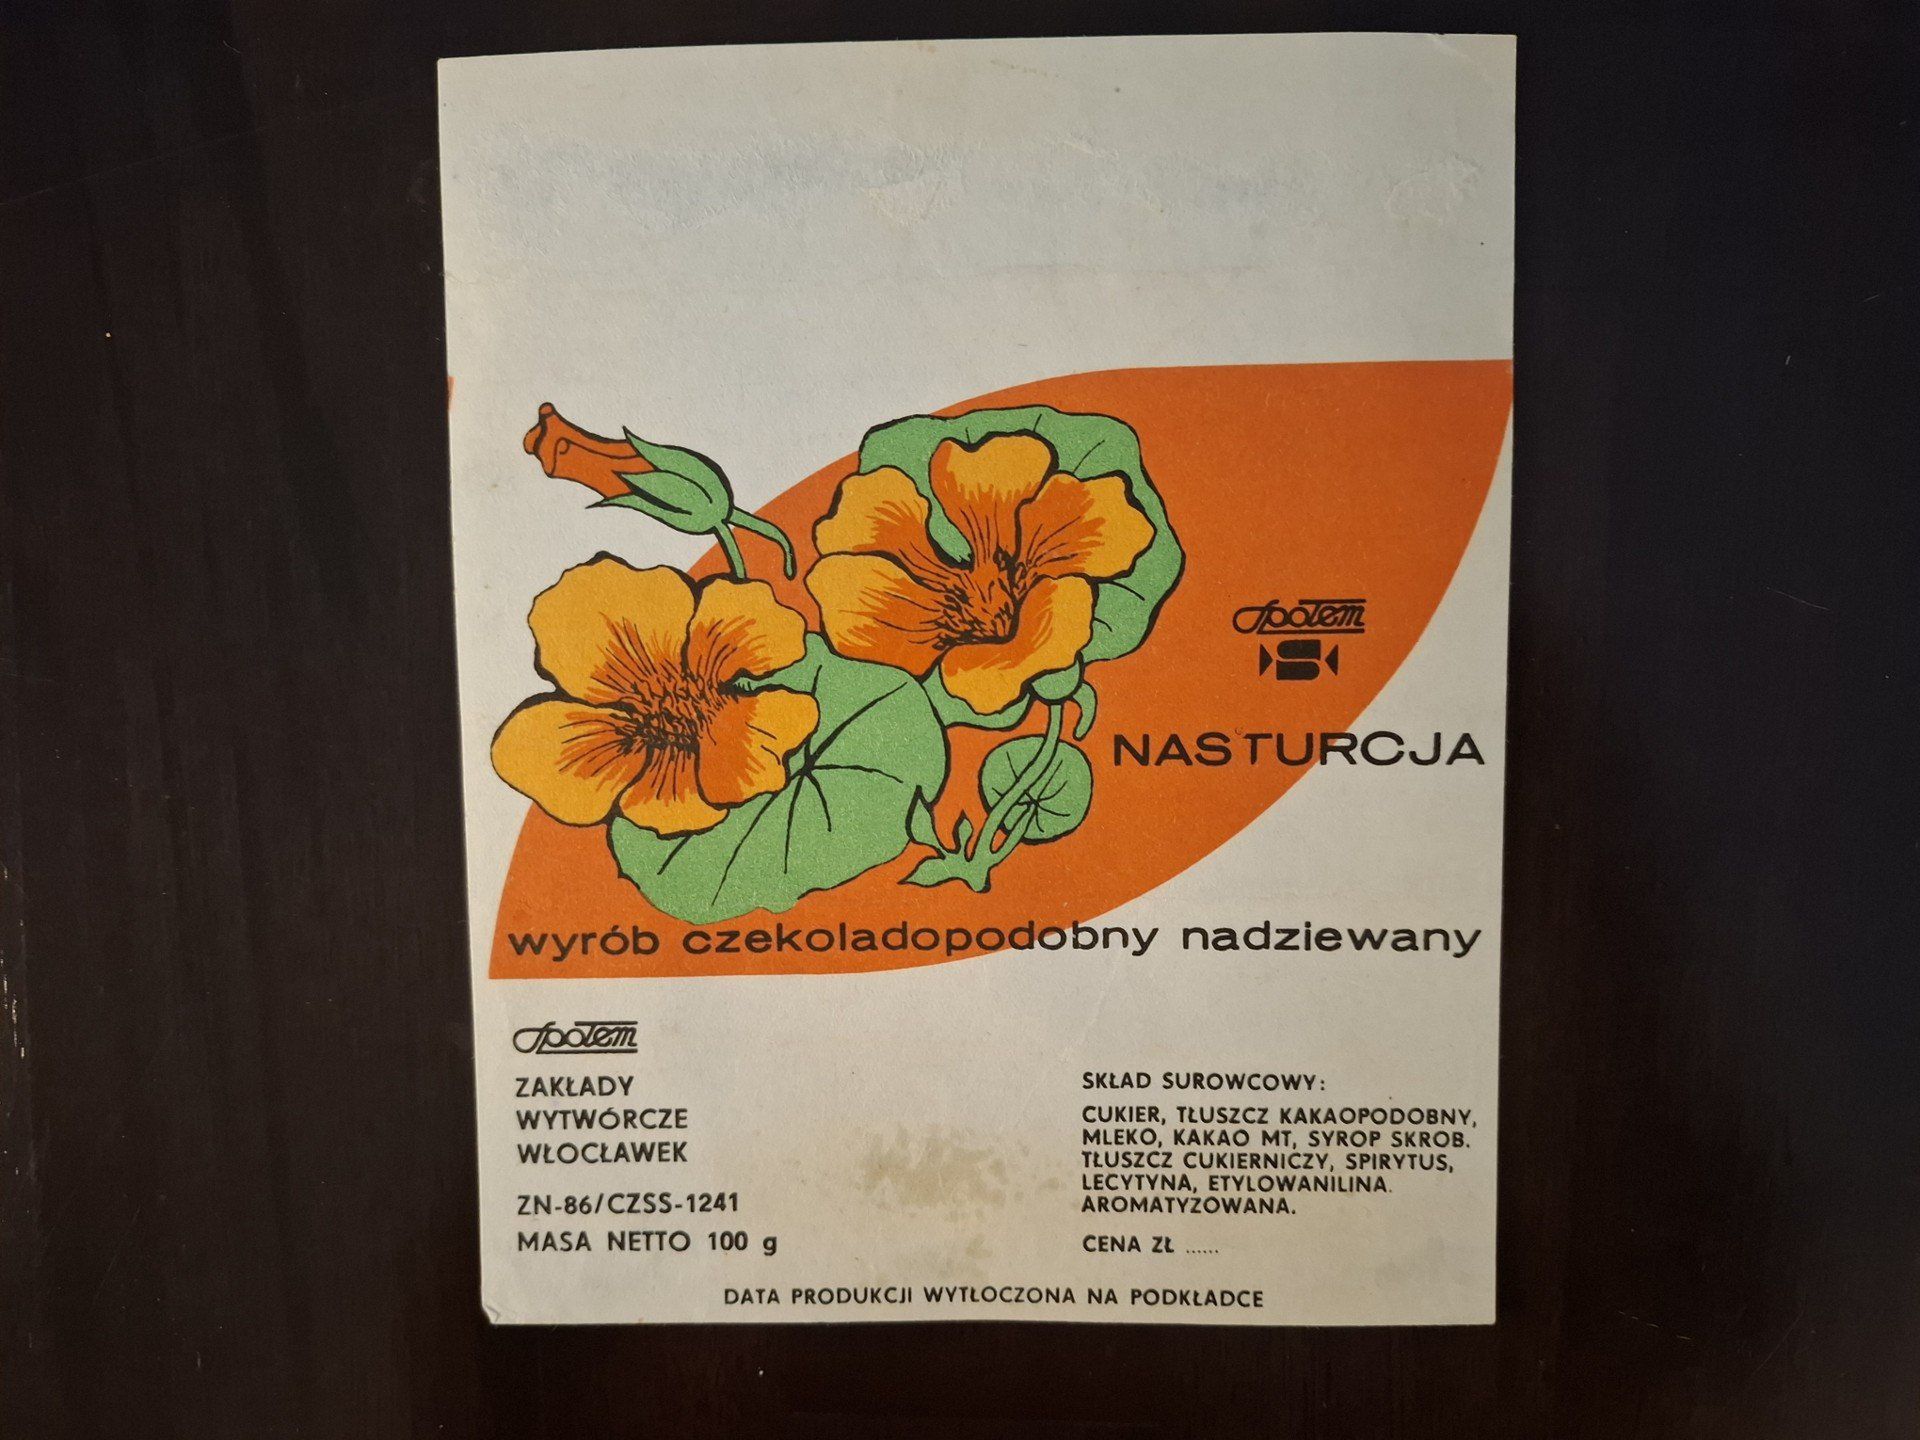 Społem
S
NASTURCJA
wyrób czekoladopodobny nadziewany
Społem
ZAKŁADY
WYTWÓRCZE
WŁOCŁAWEK
ZN-86/CZSS-1241
MASA NETTO 100 g
SKŁAD SUROWCOWY:
CUKIER, TŁUSZCZ KAKAOPODOBNY,
MLEKO, KAKAO MT, SYROP SKROB.
TŁUSZCZ CUKIERNICZY, SPIRYTUS,
LECYTYNA, ETYLOWANILINA.
AROMATYZOWANA.
CENA ZŁ ......
DATA PRODUKCJI WYTŁOCZONA NA PODKŁADCE